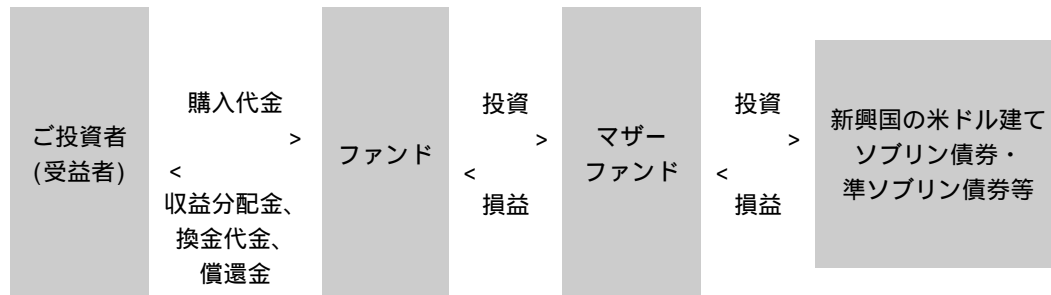 ご投資者
(受益者)
購入代金
>
<
収益分配金、
換金代金、
償還金
ファンド
投資
>
<
損益
マザー
ファンド
投資
>
<
損益
新興国の米ドル建て
ソブリン債券・
準ソブリン債券等